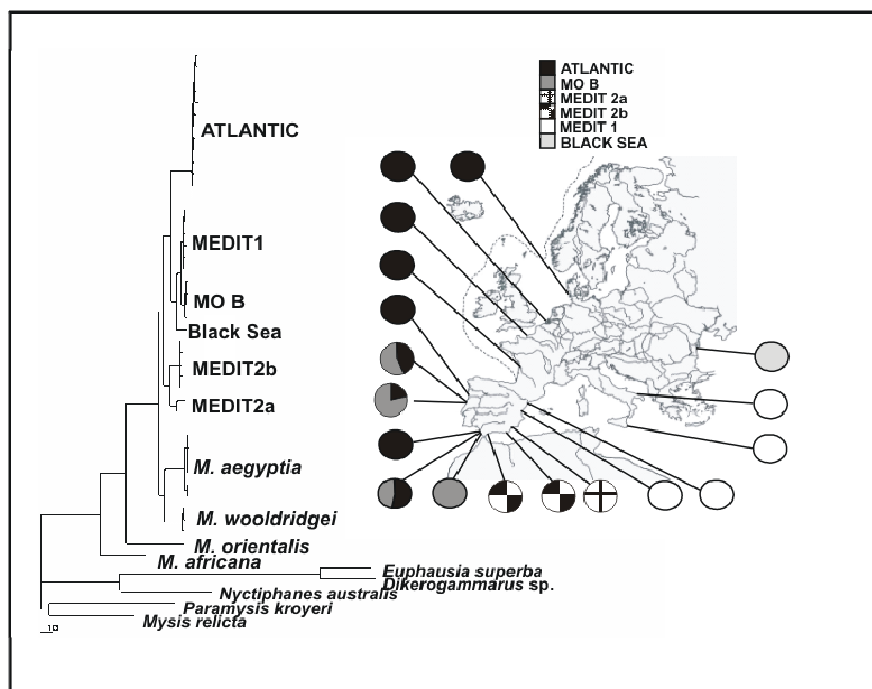 ATLANTIC
MO B
MEDIT 2a
MEDIT 2b
MEDIT 1
BLACK SEA
ATLANTIC
MEDIT1
MO B
Black Sea
MEDIT2b
MEDIT2a
M. aegyptia
M. wooldridgei
M. orientalis
M. africana
Euphausia superba
Dikerogammarus sp.
Nyctiphanes australis
Paramysis kroyeri
Mysis relicta
10